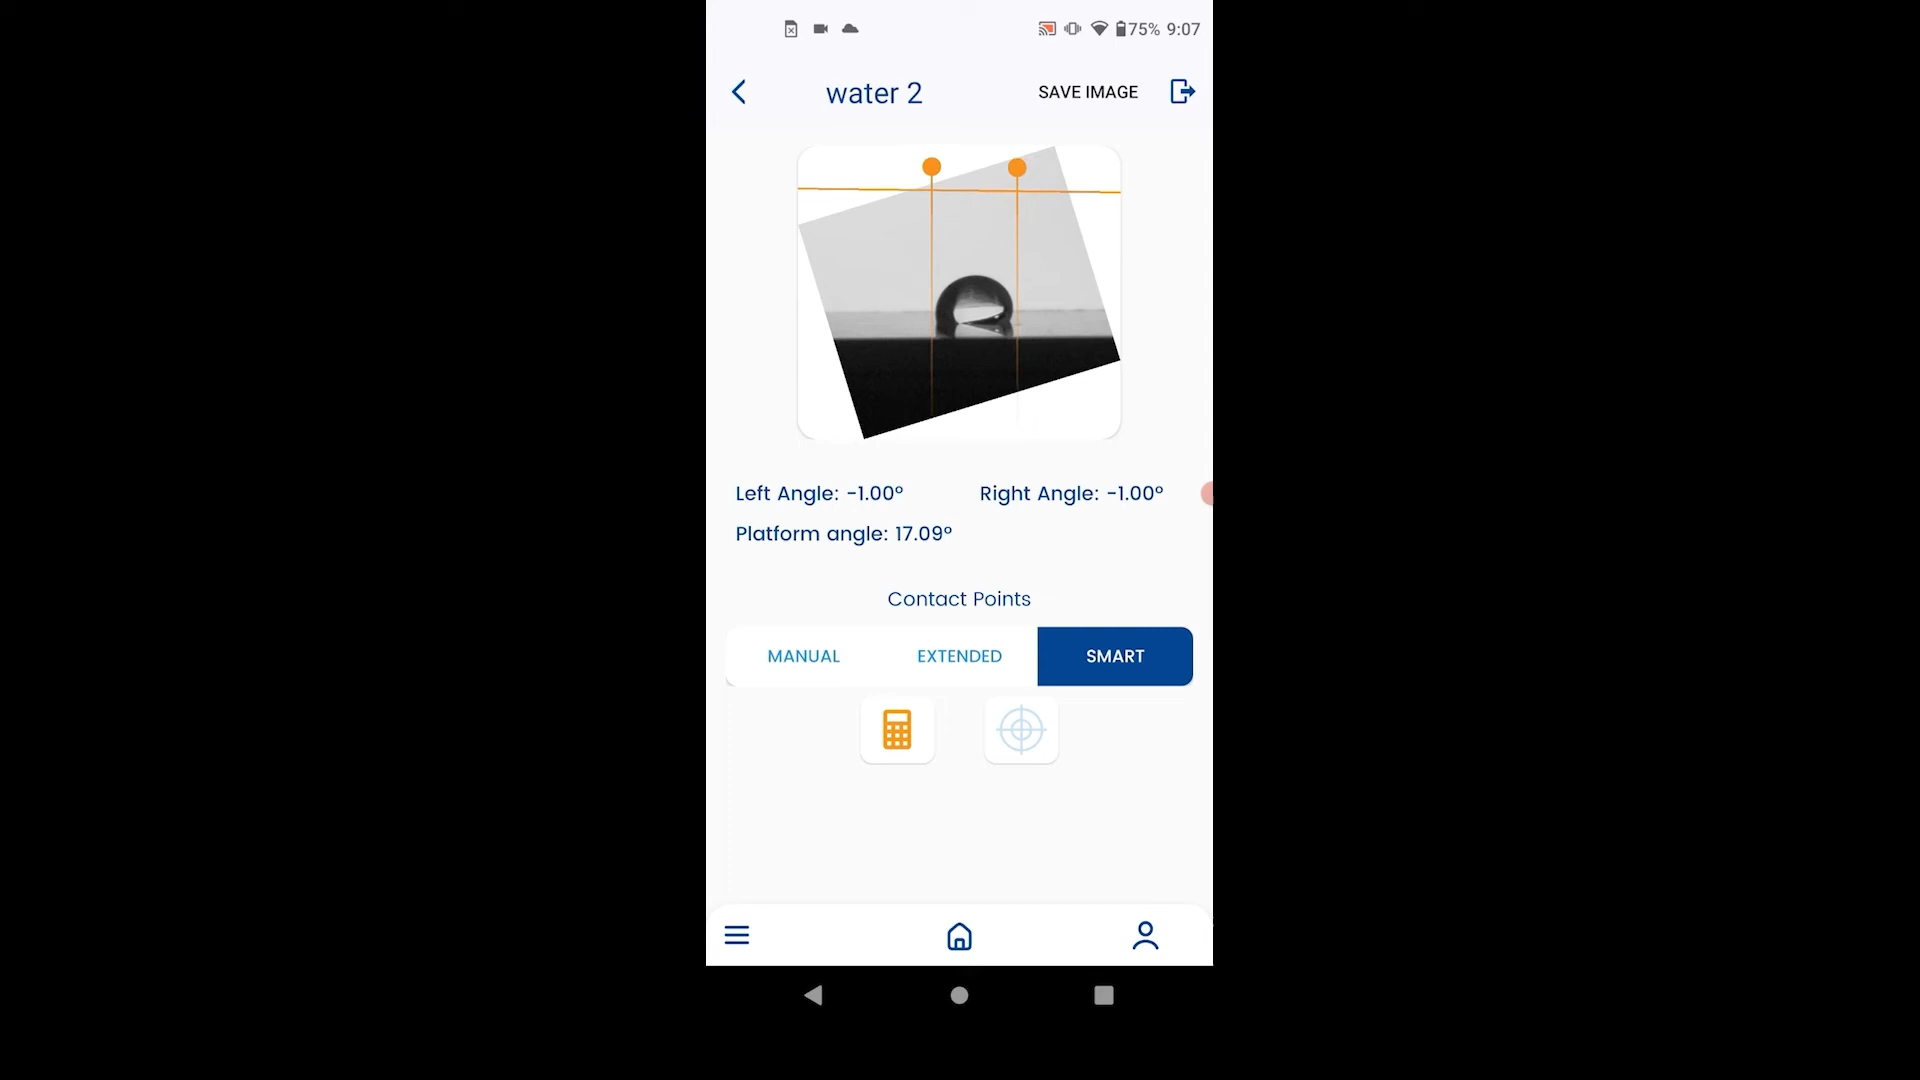 75% 9:07
water 2
SAVE IMAGE
Left Angle: -1.00°
Right Angle: -1.00°
Platform angle: 17.09°
Contact Points
MANUAL
EXTENDED
SMART